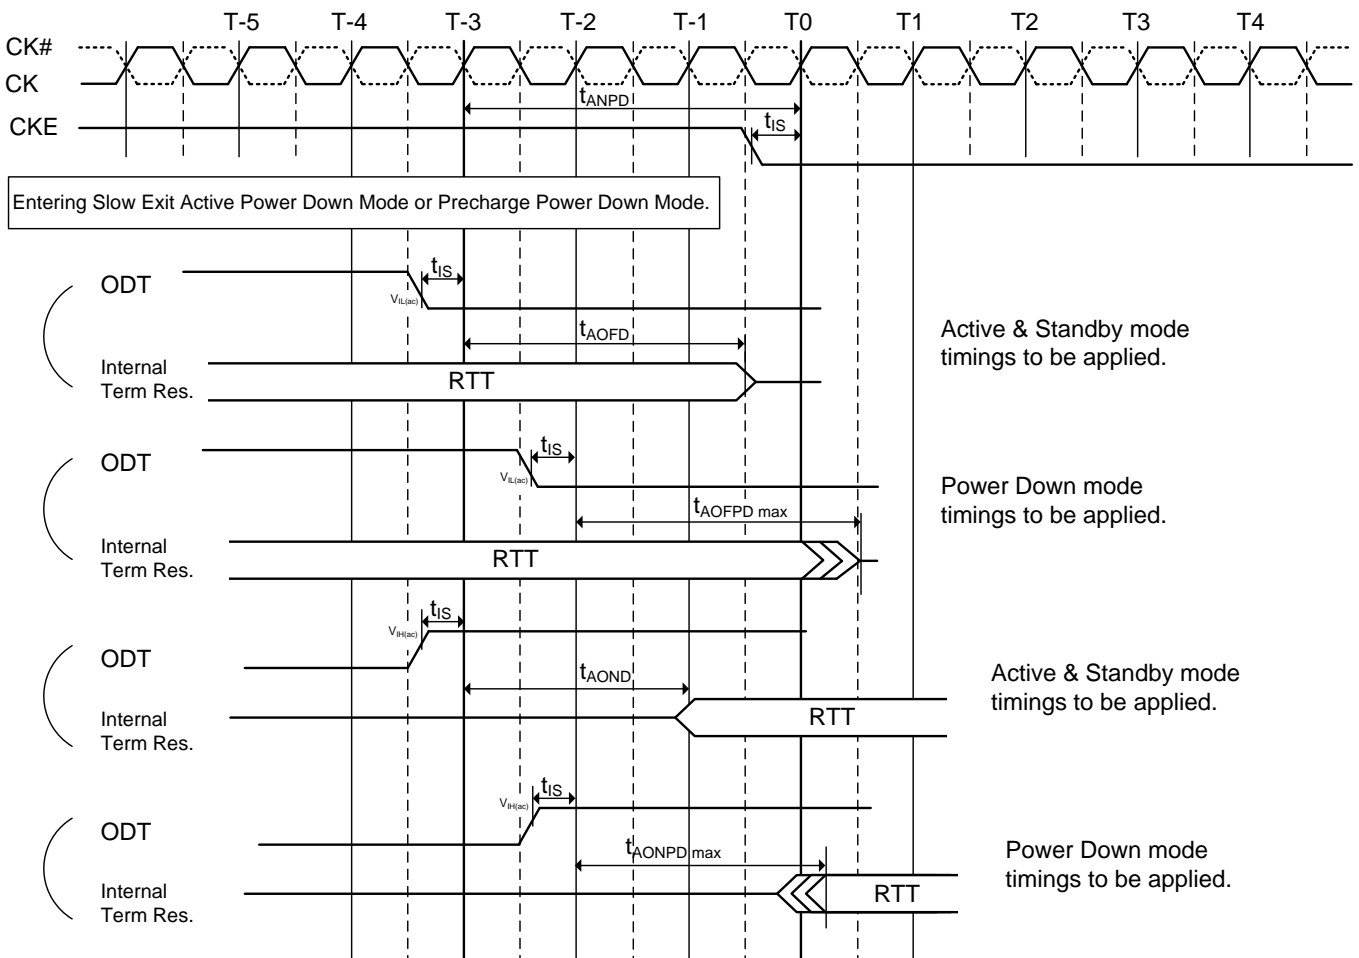 T-5 T-4 T-3 T-2 T-1 T0 T1 T2 T3 T4
CK#
CK
tANPD
CKE
tIS
Entering Slow Exit Active Power Down Mode or Precharge Power Down Mode.
ODT
tIS
VIL(ac)
tAOFD
Internal
Term Res.
RTT
Active & Standby mode
timings to be applied.
ODT
tIS
VIL(ac)
tAOFPD max
Internal
Term Res.
RTT
Power Down mode
timings to be applied.
ODT
tIS
VIH(ac)
tAOND
Internal
Term Res.
RTT
Active & Standby mode
timings to be applied.
ODT
tIS
VIH(ac)
tAONPD max
Internal
Term Res.
RTT
Power Down mode
timings to be applied.